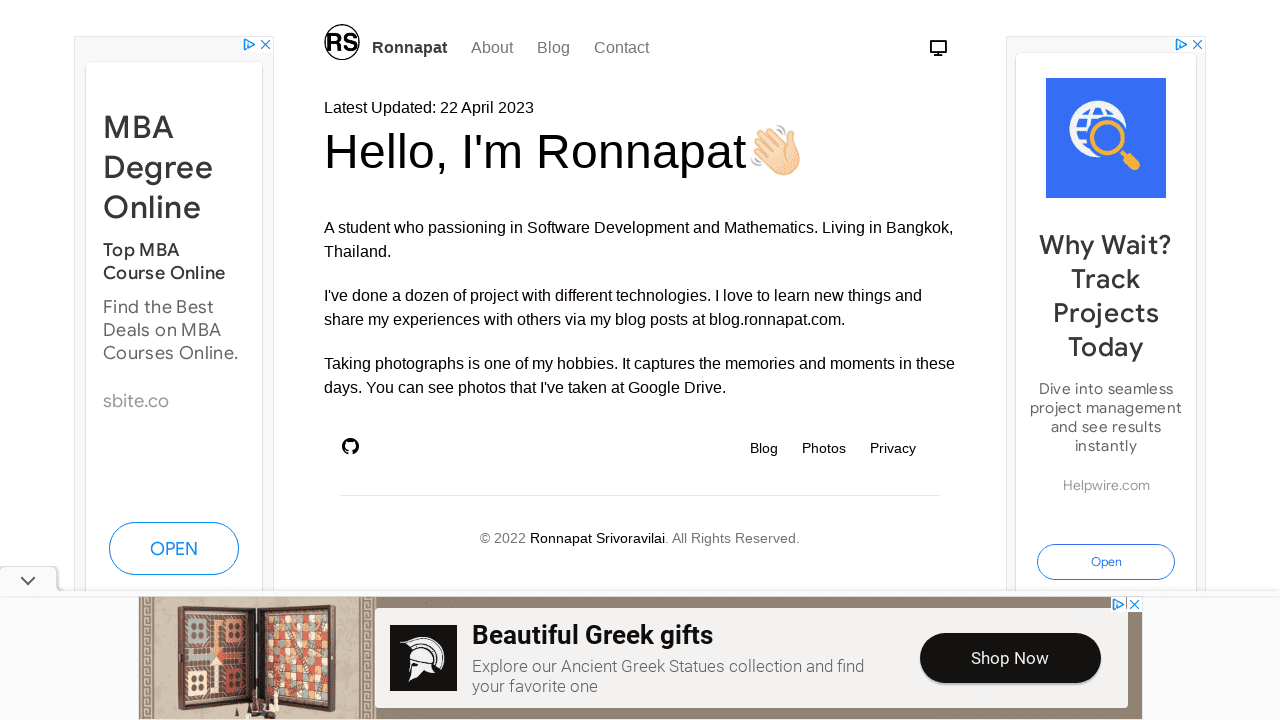 RS Ronnapat About Blog Contact
Latest Updated: 22 April 2023
Hello, I'm Ronnapat👋🏻
A student who passioning in Software Development and Mathematics. Living in Bangkok,
Thailand.
I've done a dozen of project with different technologies. I love to learn new things and
share my experiences with others via my blog posts at blog.ronnapat.com.
Taking photographs is one of my hobbies. It captures the memories and moments in these
days. You can see photos that I've taken at Google Drive.
Blog Photos Privacy
© 2022 Ronnapat Srivoravilai. All Rights Reserved.
MBA
Degree
Online
Top MBA
Course Online
Find the Best
Deals on MBA
Courses Online.
sbite.co
OPEN
Why Wait?
Track
Projects
Today
Dive into seamless
project management
and see results
instantly
Helpwire.com
Open
Beautiful Greek gifts
Explore our Ancient Greek Statues collection and find
your favorite one
Shop Now